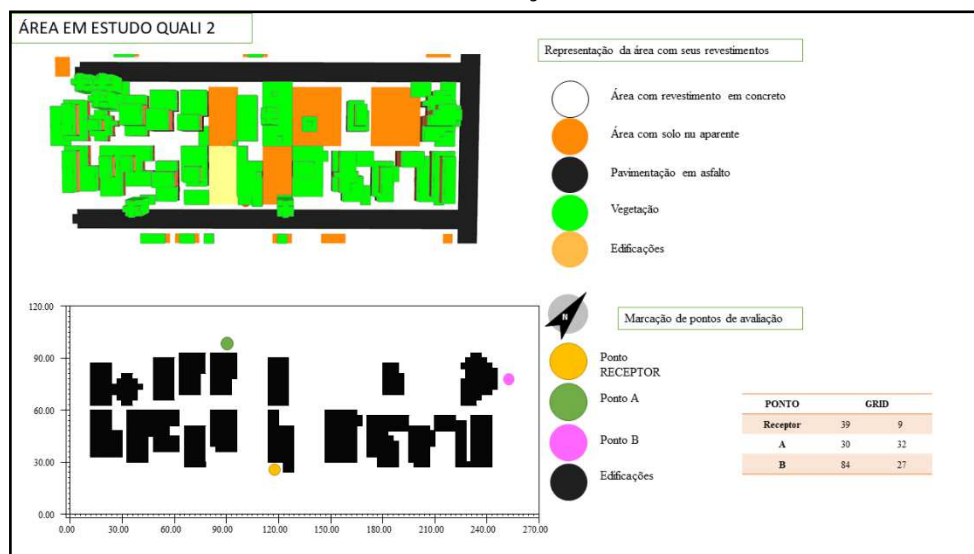 ÁREA EM ESTUDO QUALI 2
Representação da área com seus revestimentos
Área com revestimento em concreto
Área com solo nu aparente
Pavimentação em asfalto
Vegetação
Edificações
120.00
90.00
60.00
30.00
0.00
0.00 30.00 60.00 90.00 120.00 150.00 180.00 210.00 240.00 270.00
N
Marcação de pontos de avaliação
Ponto
RECEPTOR
Ponto A
Ponto B
Edificações
PONTO GRID
Receptor 39 9
A 30 32
B 84 27